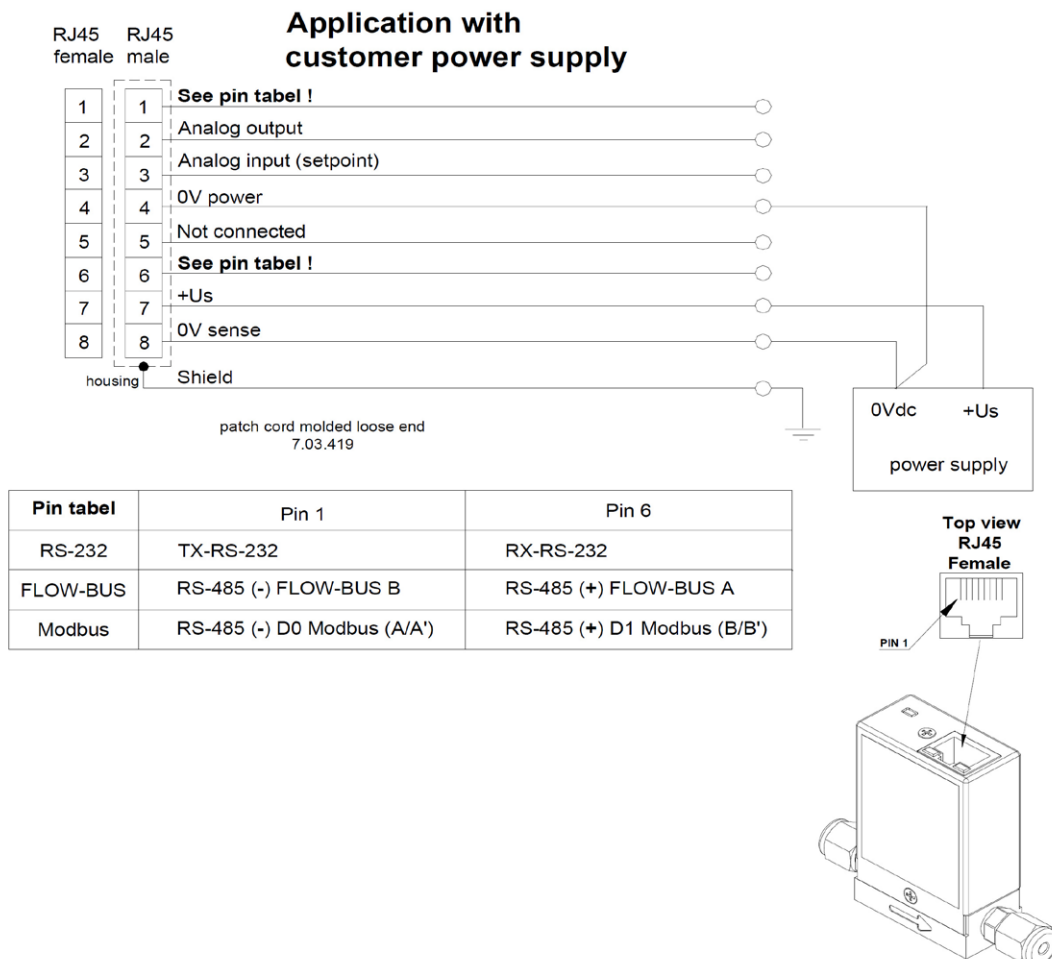 Application with
customer power supply
RJ45 RJ45
female male
1 1 See pin tabel !
2 2 Analog output
3 3 Analog input (setpoint)
4 4 0V power
5 5 Not connected
6 6 See pin tabel !
7 7 +Us
8 8 0V sense
housing Shield
0Vdc +Us
power supply
patch cord molded loose end
7.03.419
Pin tabel Pin 1 Pin 6
RS-232 TX-RS-232 RX-RS-232
FLOW-BUS RS-485 (-) FLOW-BUS B RS-485 (+) FLOW-BUS A
Modbus RS-485 (-) D0 Modbus (A/A') RS-485 (+) D1 Modbus (B/B')
Top view
RJ45
Female
PIN 1